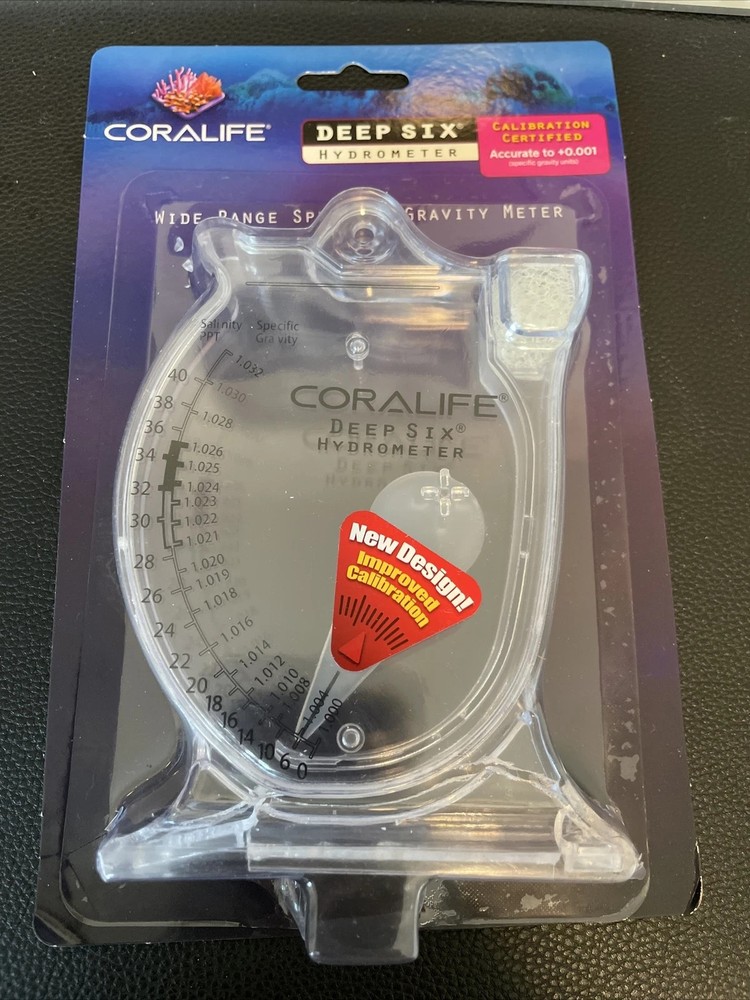 CORALIFE®
DEEP SIX®
HYDROMETER
CALIBRATION
CERTIFIED
Accurate to +0.001
(specific gravity units)
WIDE RANGE SP GRAVITY METER
Salinity Specific
PPT Gravity
1.032
40 1.030
38 1.028
36
1.026
34 1.025
1.024
32 1.023
30 1.022
1.021
28 1.020
1.019
26 1.018
24 1.016
22 1.014
20 1.012
18 1.010
16 1.008
14 1.004
10 1.000
6
0
CORALIFE®
DEEP SIX®
HYDROMETER
New Design!
Improved
Calibration